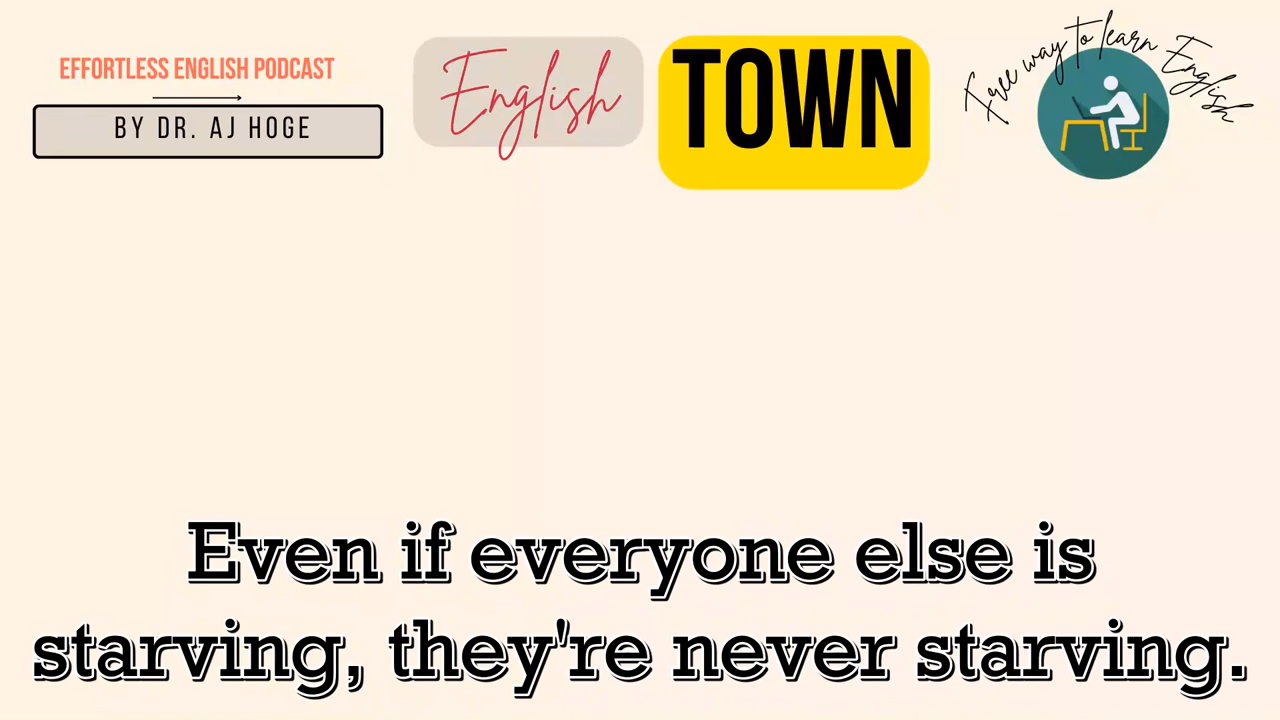 EFFORTLESS ENGLISH PODCAST
BY DR. AJ HOGE
English
TOWN
Free way to learn English
Even if everyone else is
starving, they're never starving.